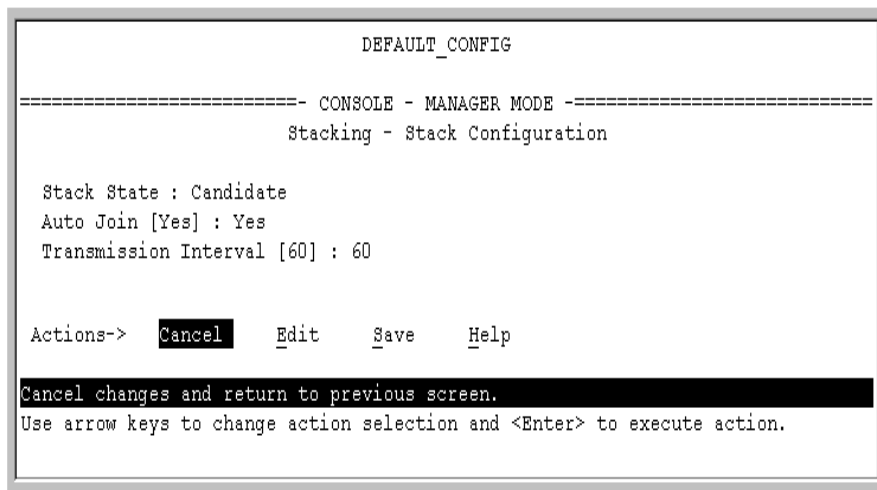 DEFAULT_CONFIG
==========================- CONSOLE - MANAGER MODE -============================
Stacking - Stack Configuration
Stack State : Candidate
Auto Join [Yes] : Yes
Transmission Interval [60] : 60
Actions-> Cancel Edit Save Help
Cancel changes and return to previous screen.
Use arrow keys to change action selection and <Enter> to execute action.